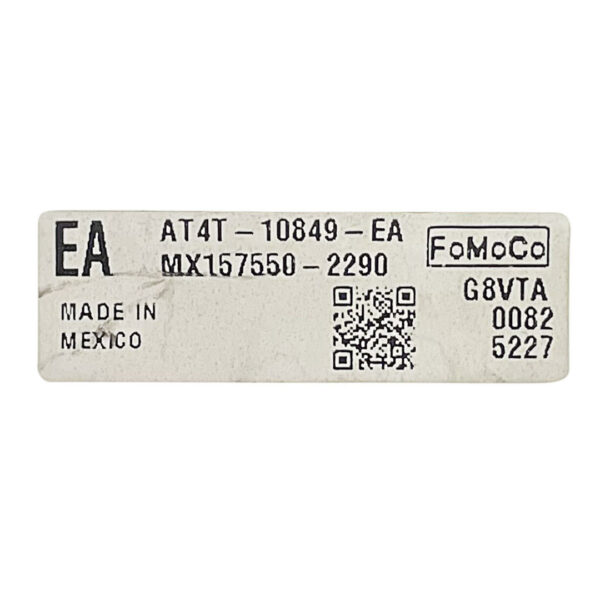 EA
AT4T-10849-EA
MX157550-2290
FoMoCo
MADE IN
MEXICO
G8VTA
0082
5227